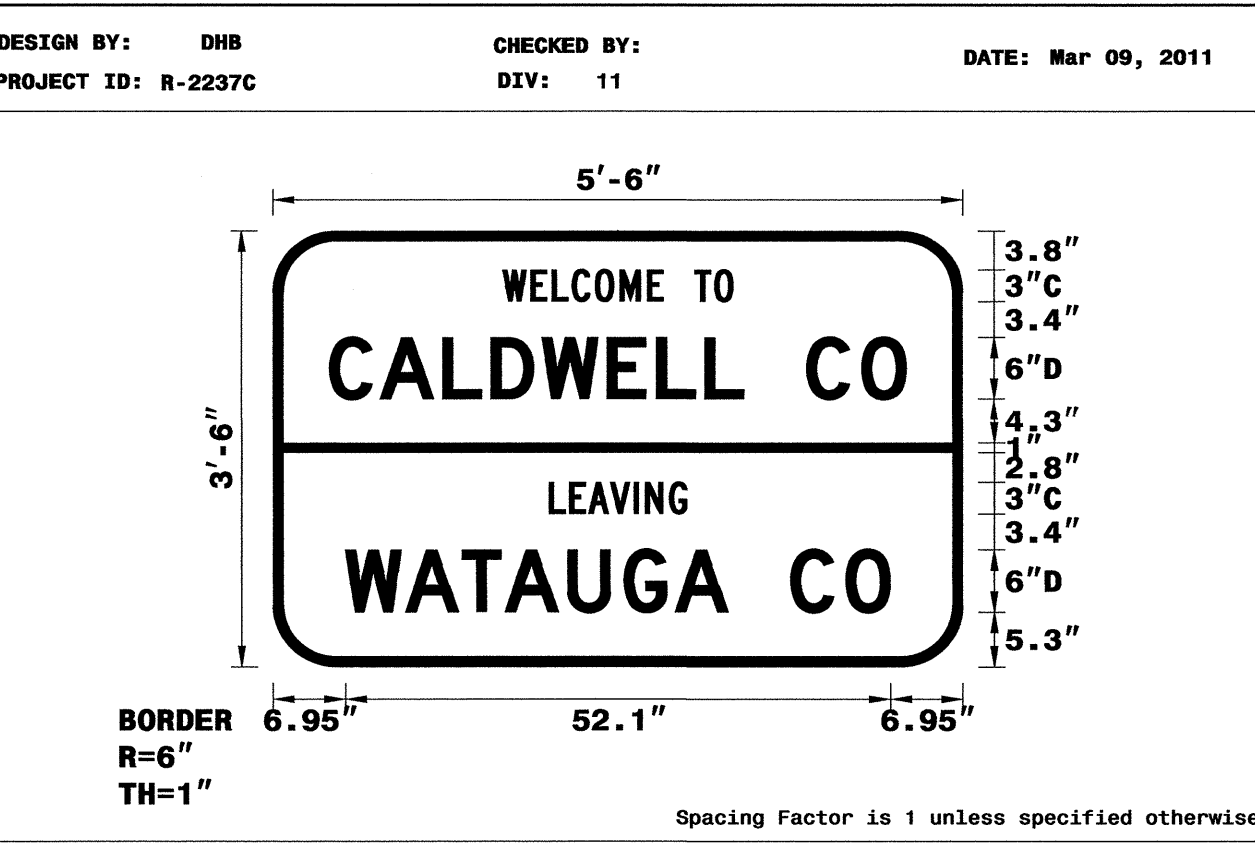 DESIGN BY: DHB
CHECKED BY:
DATE: Mar 09, 2011
PROJECT ID: R-2237C
DIV: 11
5'-6"
3'-6"
WELCOME TO
CALDWELL CO
LEAVING
WATAUGA CO
3.8"
3"C
3.4"
6"D
4.3"
1"
2.8"
3"C
3.4"
6"D
5.3"
BORDER 6.95" 52.1" 6.95"
R=6"
TH=1"
Spacing Factor is 1 unless specified otherwise